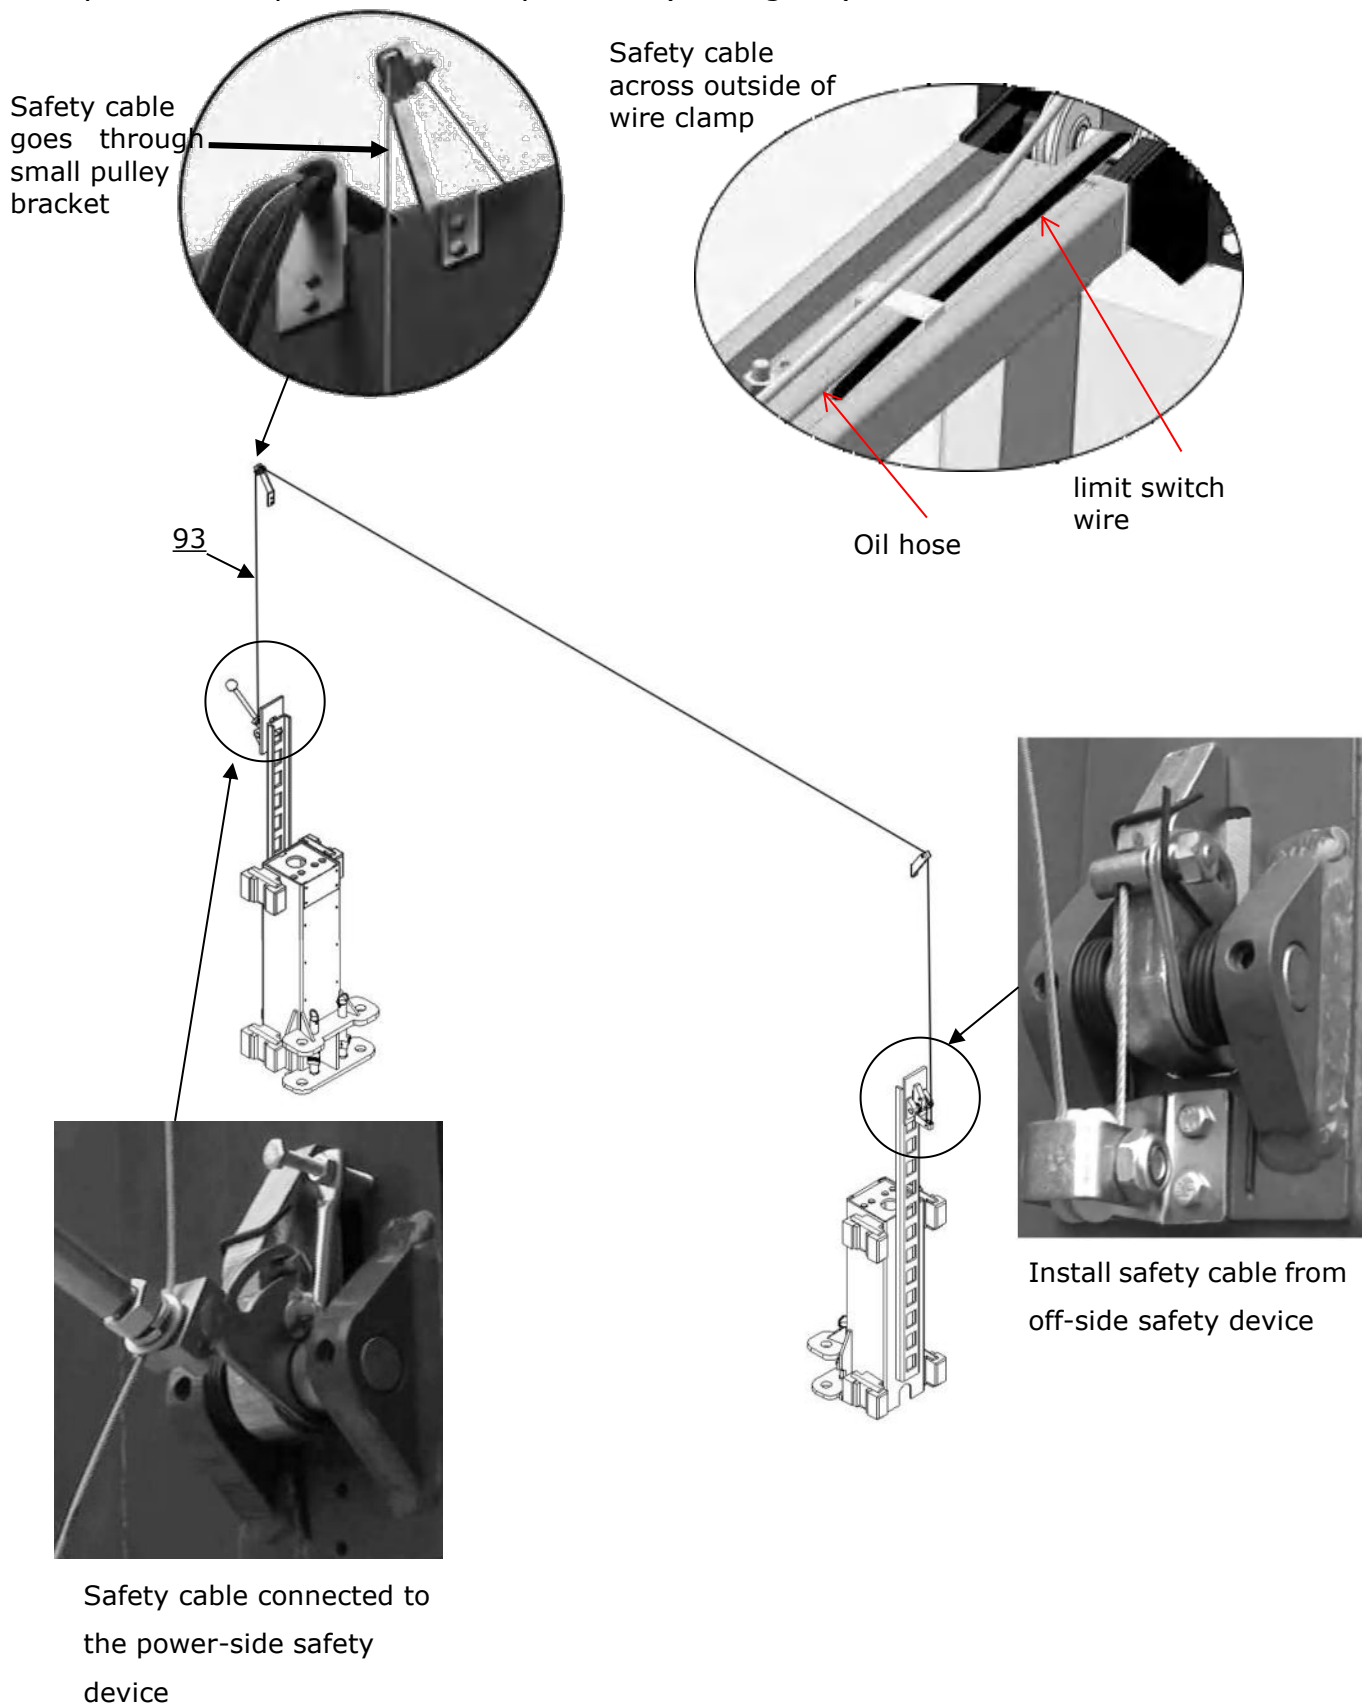 Safety cable
goes through
small pulley
bracket
Safety cable
across outside of
wire clamp
limit switch
wire
Oil hose
93
Install safety cable from
off-side safety device
Safety cable connected to
the power-side safety
device